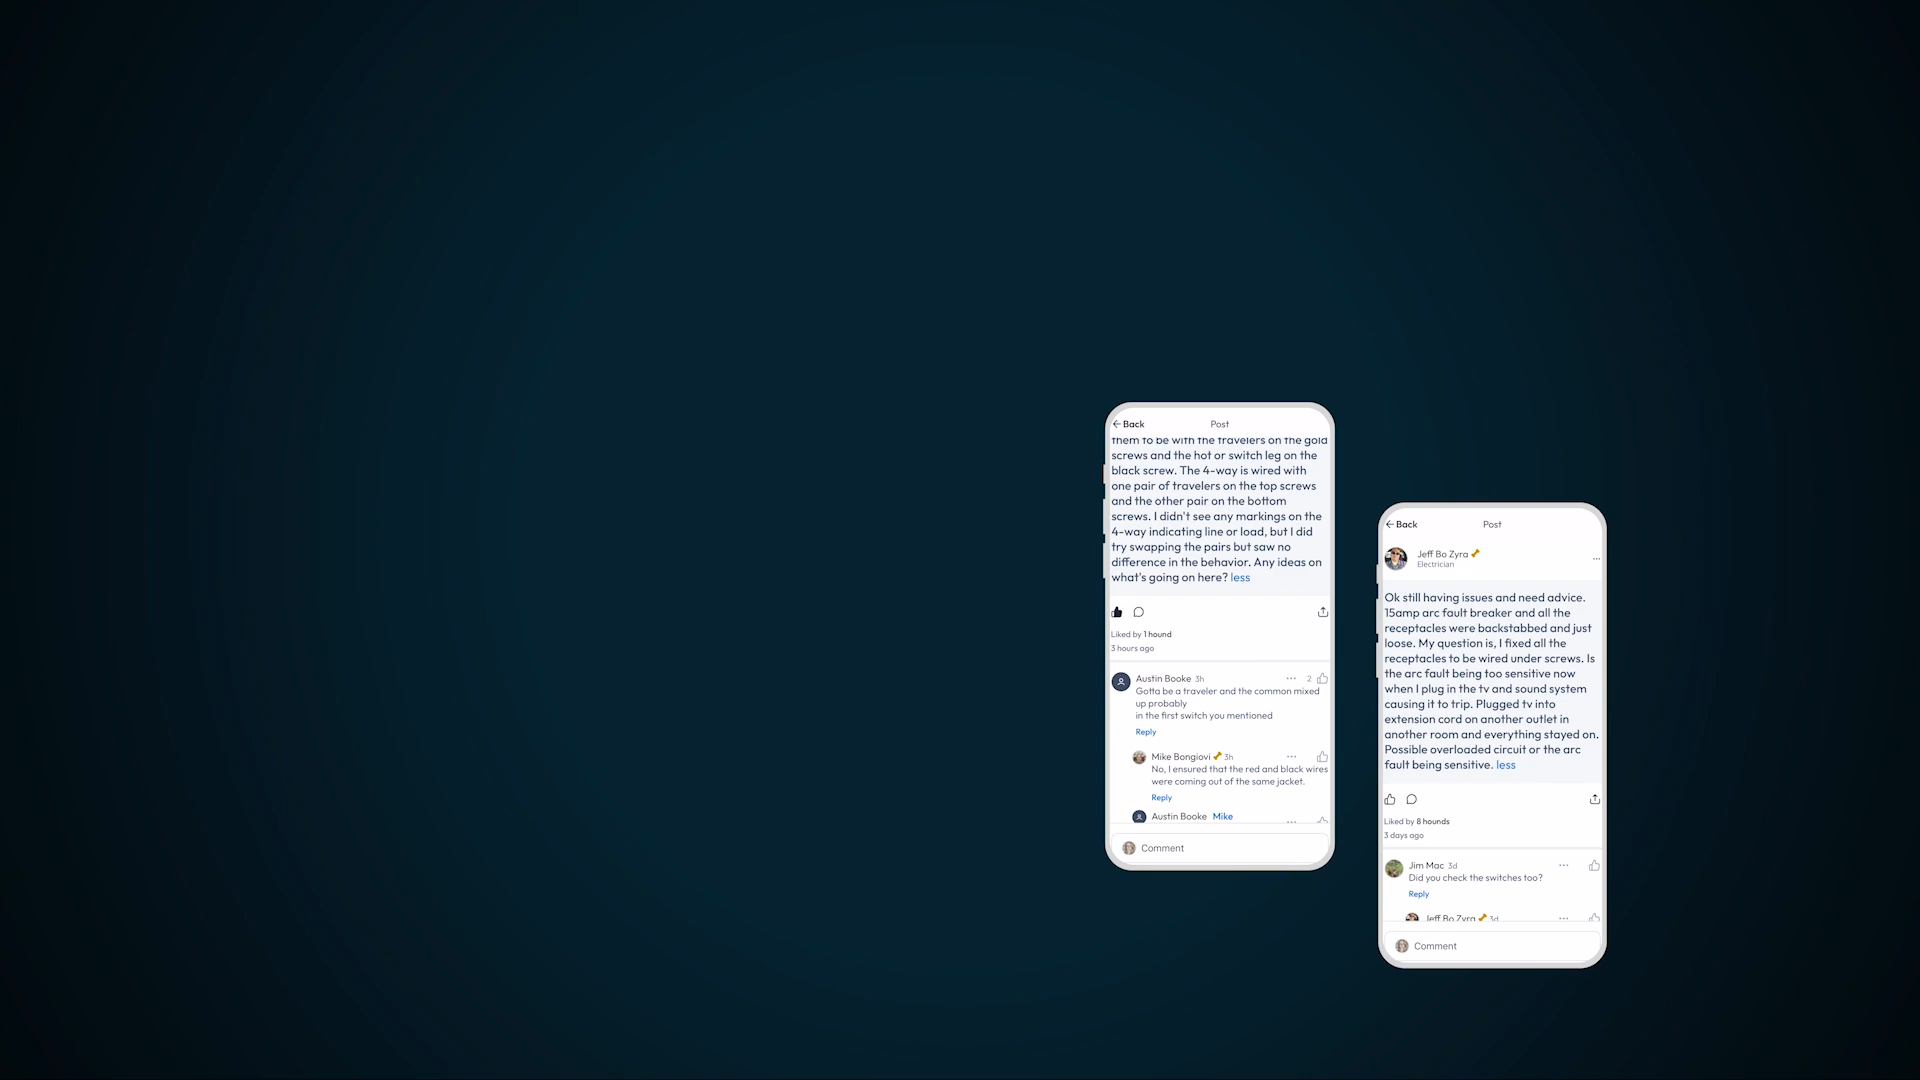 Back
Post
them to be with the travelers on the gold
screws and the hot or switch leg on the
black screw. The 4-way is wired with
one pair of travelers on the top screws
and the other pair on the bottom
screws. I didn't see any markings on the
4-way indicating line or load, but I did
try swapping the pairs but saw no
difference in the behavior. Any ideas on
what's going on here? less
Liked by 1 hound
3 hours ago
Austin Booke 3h
2
Gotta be a traveler and the common mixed
up probably
in the first switch you mentioned
Reply
Mike Bongiovi 3h
No, I ensured that the red and black wires
were coming out of the same jacket.
Reply
Austin Booke Mike
Comment
Back
Post
Jeff Bo Zyra
Electrician
Ok still having issues and need advice.
15amp arc fault breaker and all the
receptacles were backstabbed and just
loose. My question is, I fixed all the
receptacles to be wired under screws. Is
the arc fault being too sensitive now
when I plug in the tv and sound system
causing it to trip. Plugged tv into
extension cord on another outlet in
another room and everything stayed on.
Possible overloaded circuit or the arc
fault being sensitive. less
Liked by 8 hounds
3 days ago
Jim Mac 3d
Did you check the switches too?
Reply
Jeff Bo Zyra 3d
Comment